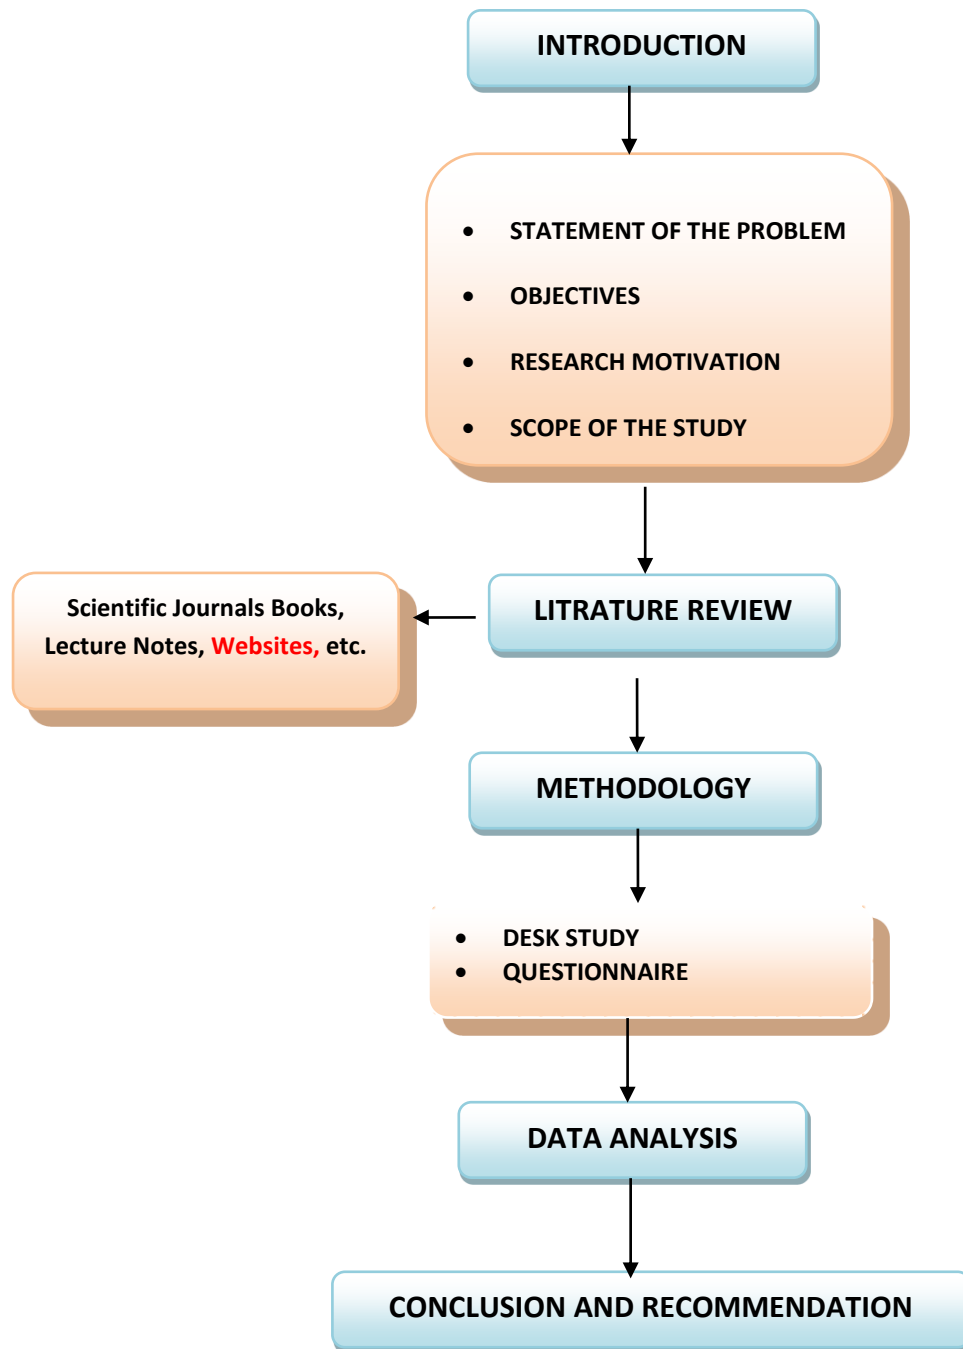 INTRODUCTION
• STATEMENT OF THE PROBLEM
• OBJECTIVES
• RESEARCH MOTIVATION
• SCOPE OF THE STUDY
LITRATURE REVIEW
Scientific Journals Books,
Lecture Notes, Websites, etc.
METHODOLOGY
• DESK STUDY
• QUESTIONNAIRE
DATA ANALYSIS
CONCLUSION AND RECOMMENDATION